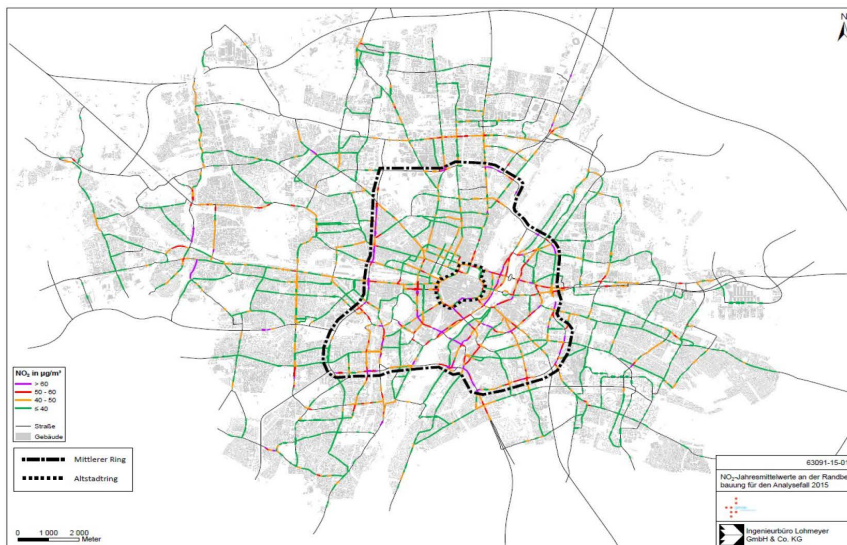 N
NO₂ in µg/m³
> 60
50 - 60
40 - 50
≤ 40
Straße
Gebäude
Mittlerer Ring
Altstadtring
0 1 000 2 000
Meter
63091-15-01
NO₂-Jahresmittelwerte an der Randbe
bauung für den Analysefall 2015
Ingenieurbüro Lohmeyer
GmbH & Co. KG